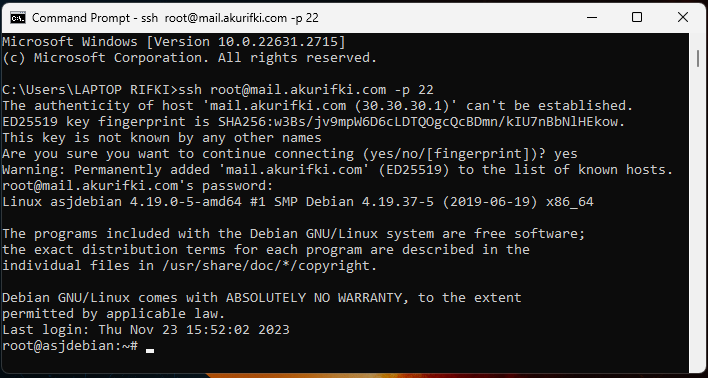 Command Prompt - ssh  root@mail.akurifki.com -p 22
Microsoft Windows [Version 10.0.22631.2715]
(c) Microsoft Corporation. All rights reserved.
C:\Users\LAPTOP RIFKI>ssh root@mail.akurifki.com -p 22
The authenticity of host 'mail.akurifki.com (30.30.30.1)' can't be established.
ED25519 key fingerprint is SHA256:w3Bs/jv9mpW6D6cLDTQOgcQcBDmn/kIU7nBbNlHEkow.
This key is not known by any other names
Are you sure you want to continue connecting (yes/no/[fingerprint])? yes
Warning: Permanently added 'mail.akurifki.com' (ED25519) to the list of known hosts.
root@mail.akurifki.com's password:
Linux asjdebian 4.19.0-5-amd64 #1 SMP Debian 4.19.37-5 (2019-06-19) x86_64
The programs included with the Debian GNU/Linux system are free software;
the exact distribution terms for each program are described in the
individual files in /usr/share/doc/*/copyright.
Debian GNU/Linux comes with ABSOLUTELY NO WARRANTY, to the extent
permitted by applicable law.
Last login: Thu Nov 23 15:52:02 2023
root@asjdebian:~#